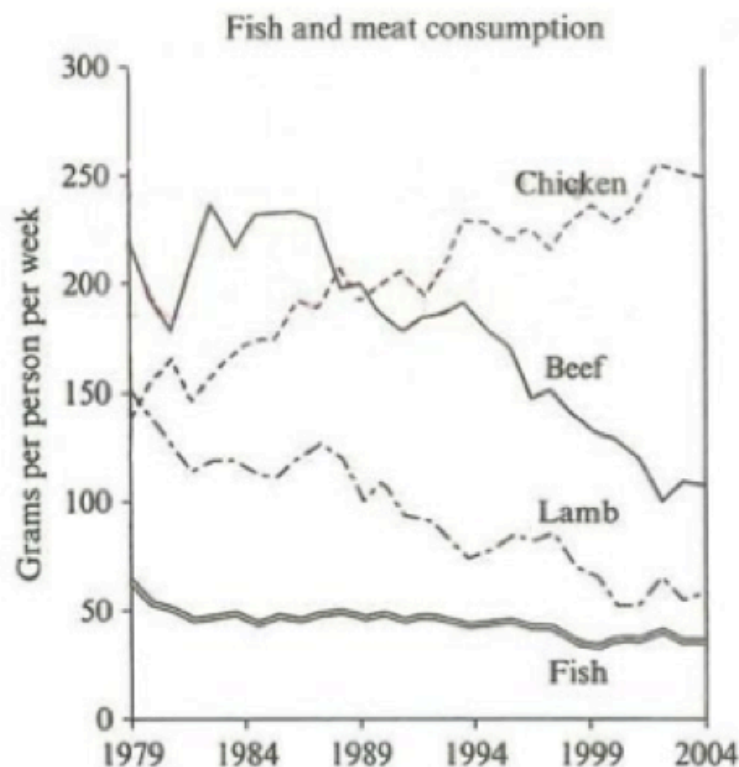 Fish and meat consumption
Grams per person per week
300
250
200
150
100
50
0
Chicken
Beef
Lamb
Fish
1979 1984 1989 1994 1999 2004